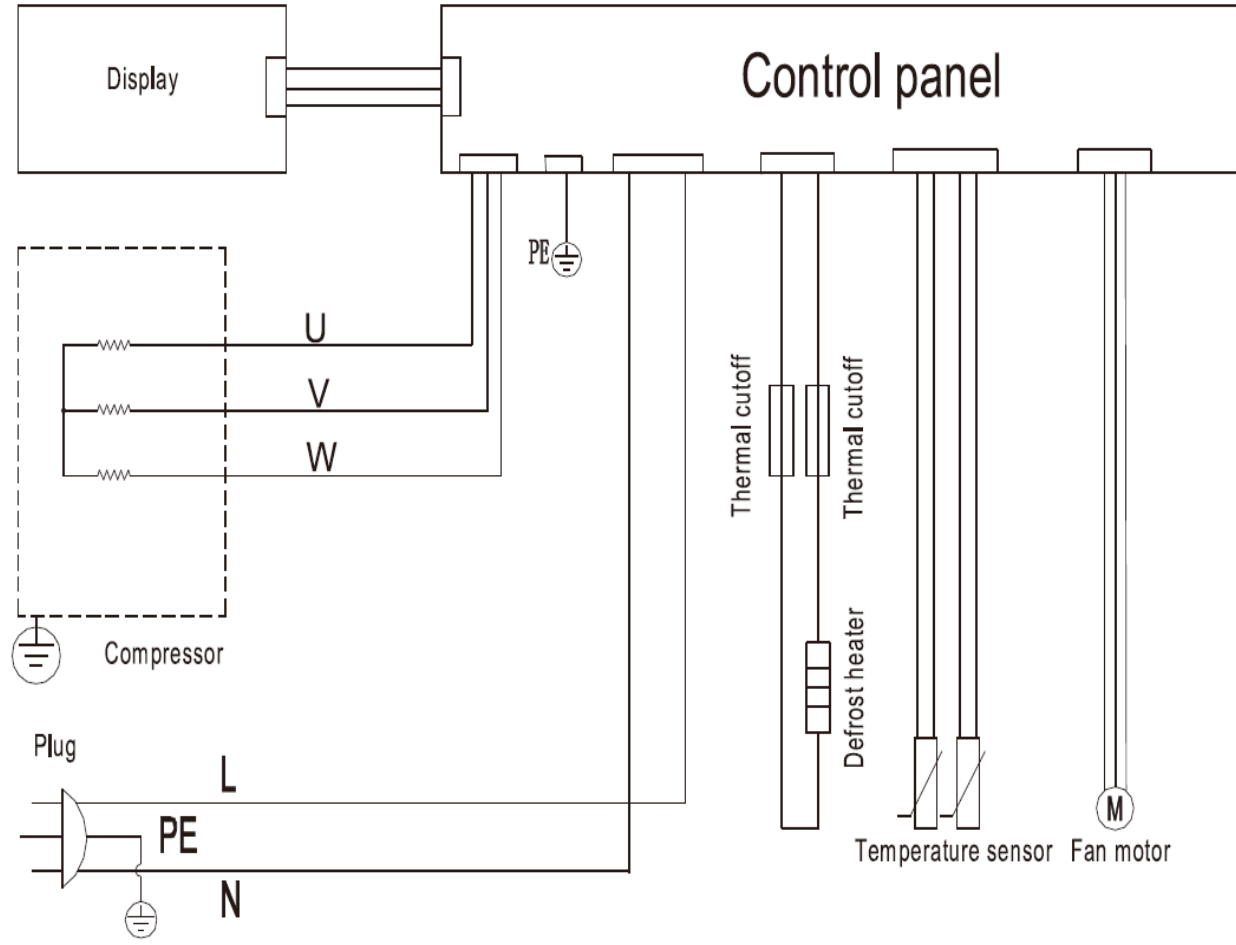 Display
Control panel
PE
U
V
W
Thermal cutoff
Thermal cutoff
Compressor
Defrost heater
Plug
L
PE
N
Temperature sensor
M
Fan motor